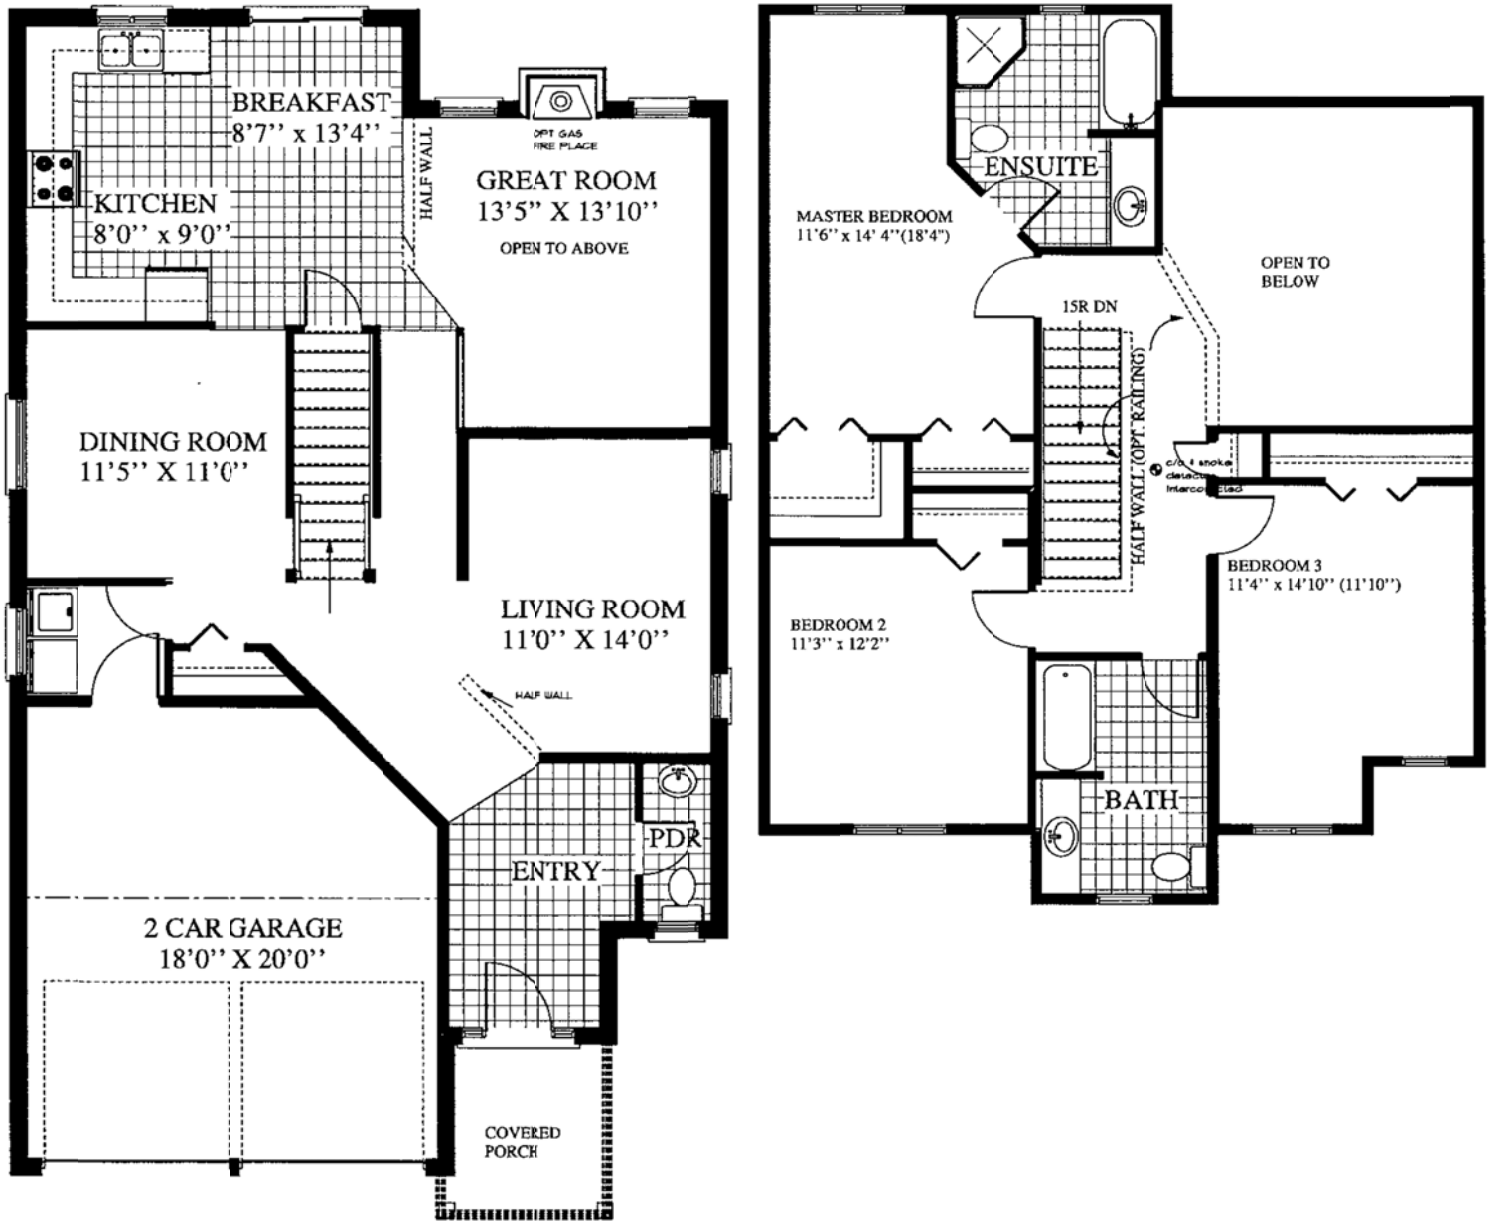 BREAKFAST
8'7" x 13'4"
HALF WALL
OPT GAS
FIRE PLACE
GREAT ROOM
13'5" X 13'10"
OPEN TO ABOVE
KITCHEN
8'0" x 9'0"
DINING ROOM
11'5" X 11'0"
LIVING ROOM
11'0" X 14'0"
HALF WALL
PDR
ENTRY
2 CAR GARAGE
18'0" X 20'0"
COVERED
PORCH
ENSUITE
MASTER BEDROOM
11'6" x 14'4" (18'4")
OPEN TO
BELOW
15R DN
HALF WALL (OPT. RAILING)
smoke
detector
interconnected
BEDROOM 3
11'4" x 14'10" (11'10")
BEDROOM 2
11'3" x 12'2"
BATH